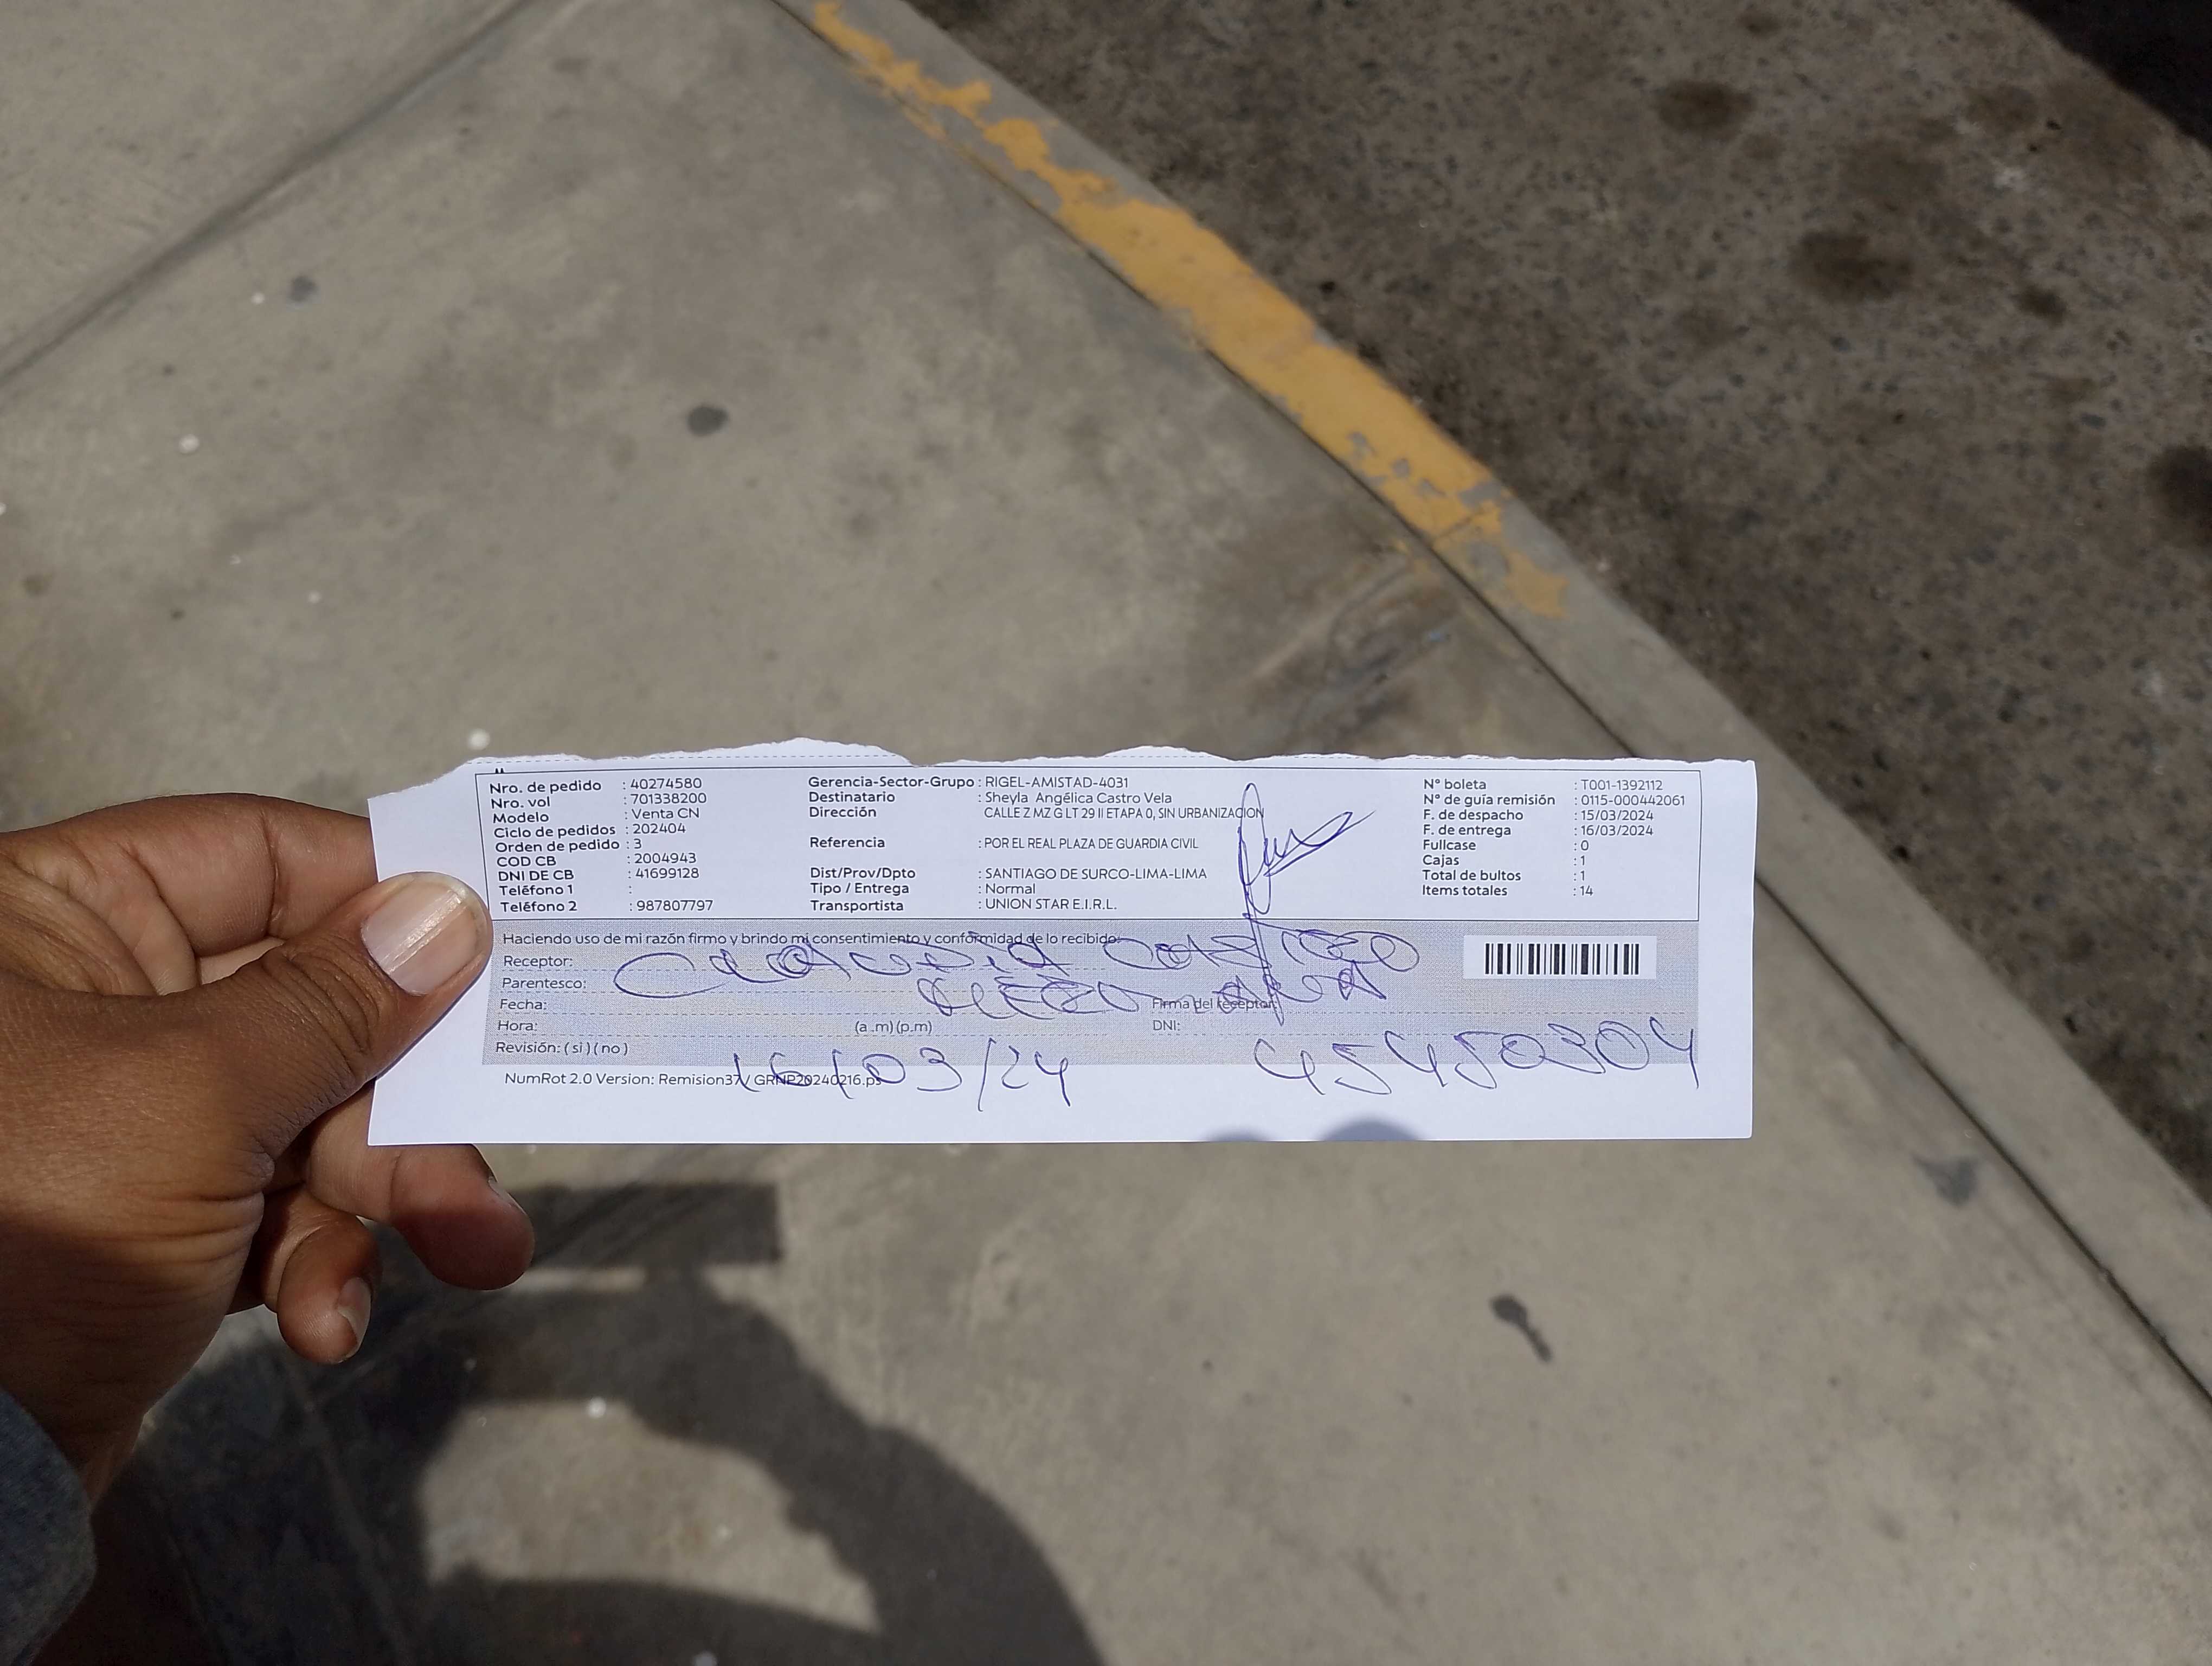 Nro. de pedido : 40274580
Nro. vol : 701338200
Modelo : Venta CN
Ciclo de pedidos : 202404
Orden de pedido : 3
COD CB : 2004943
DNI DE CB : 41699128
Teléfono 1 :
Teléfono 2 : 987807797
Gerencia-Sector-Grupo : RIGEL-AMISTAD-4031
Destinatario : Sheyla Angélica Castro Vela
Dirección CALLE Z MZ G LT 29 II ETAPA 0, SIN URBANIZACION
Referencia : POR EL REAL PLAZA DE GUARDIA CIVIL
Dist/Prov/Dpto : SANTIAGO DE SURCO-LIMA-LIMA
Tipo / Entrega : Normal
Transportista : UNION STAR E.I.R.L.
N° boleta : T001-1392112
N° de guía remisión : 0115-000442061
F. de despacho : 15/03/2024
F. de entrega : 16/03/2024
Fullcase : 0
Cajas : 1
Total de bultos : 1
Items totales : 14
Haciendo uso de mi razón firmo y brindo mi consentimiento y conformidad de lo recibido:
Receptor: Claudia Castro
Parentesco:
Fecha: Firma del receptor:
Hora: (a.m)(p.m) DNI:
Revisión: ( si ) ( no ) 16/03/24 45450304
NumRot 2.0 Version: Remision37/ GRNP20240216.ps